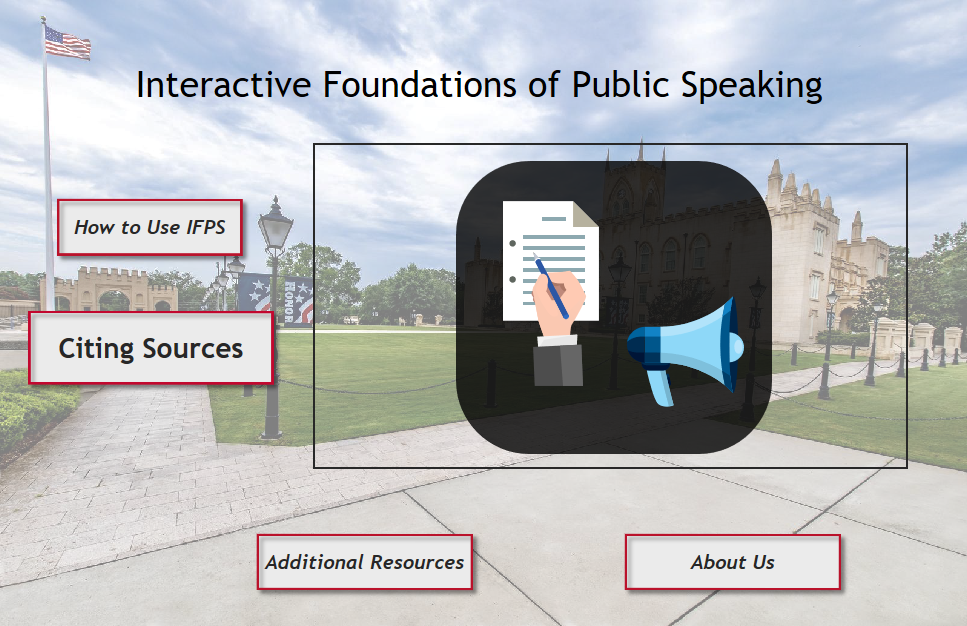 Interactive Foundations of Public Speaking
How to Use IFPS
HONOR
Citing Sources
Additional Resources
About Us